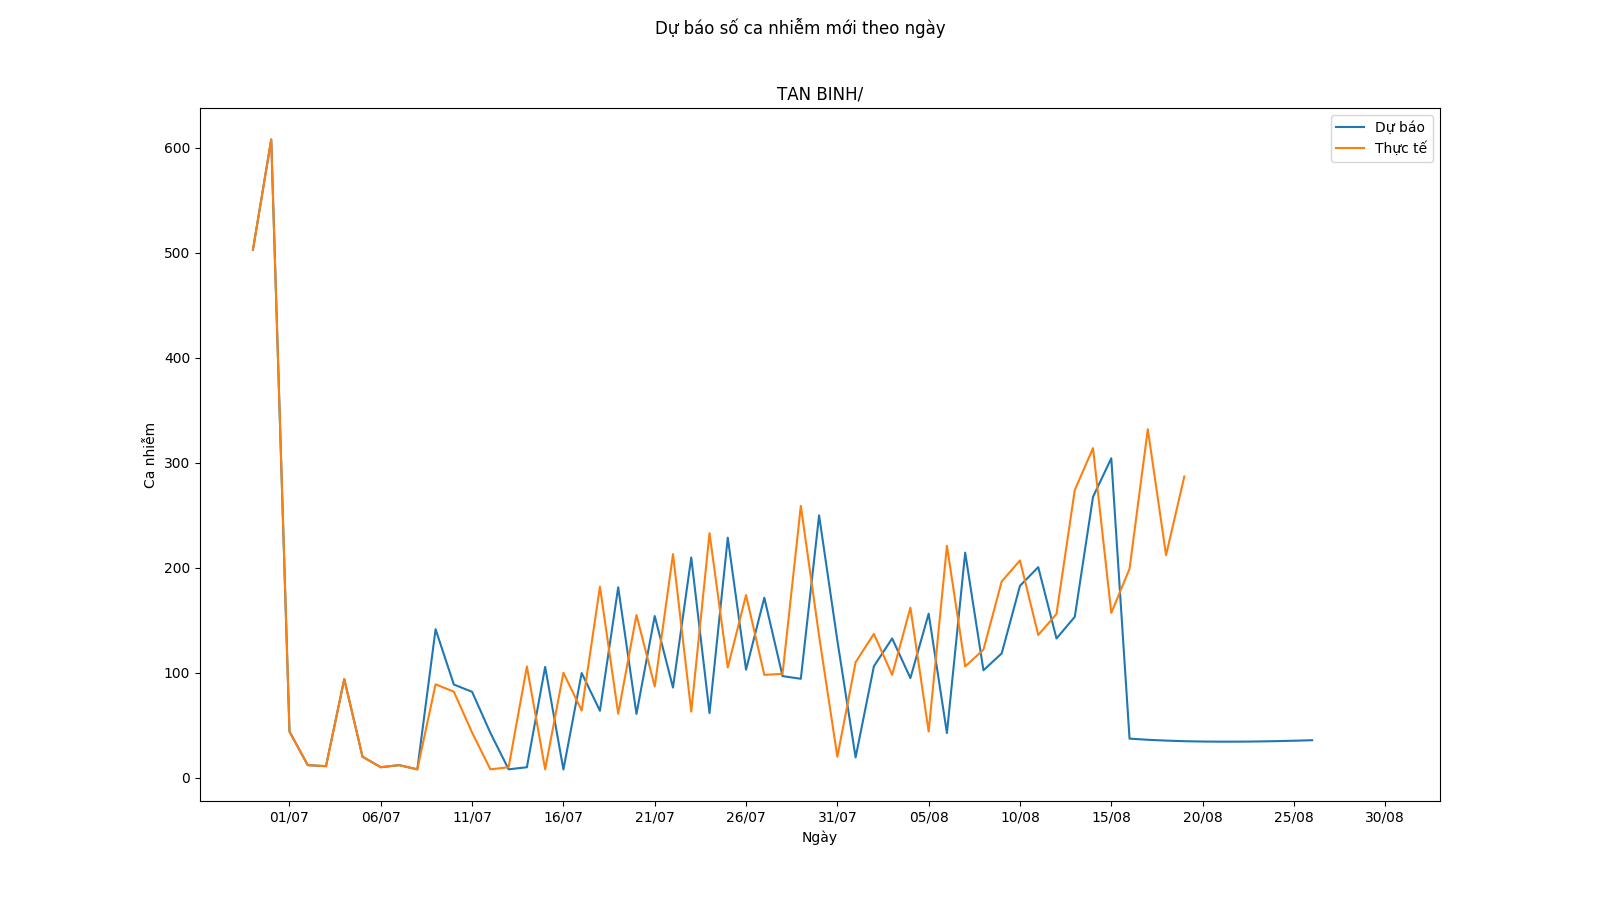 Dự báo số ca nhiễm mới theo ngày
TAN BINH/
Dự báo
Thực tế
600
500
400
300
200
100
0
Ca nhiễm
01/07 06/07 11/07 16/07 21/07 26/07 31/07 05/08 10/08 15/08 20/08 25/08 30/08
Ngày